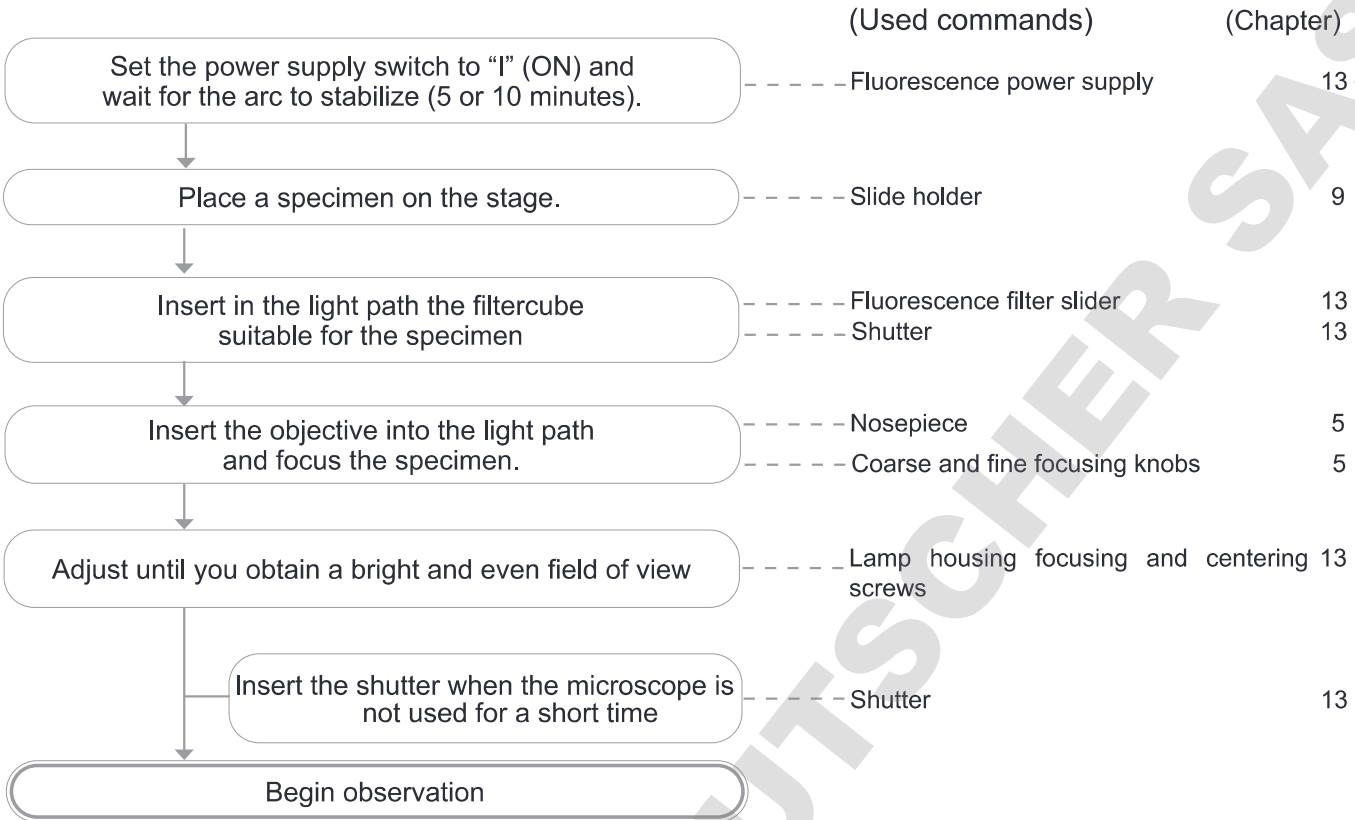 (Used commands) (Chapter)
Set the power supply switch to “I” (ON) and
wait for the arc to stabilize (5 or 10 minutes).
Fluorescence power supply 13
Place a specimen on the stage.
Slide holder 9
Insert in the light path the filtercube
suitable for the specimen
Fluorescence filter slider 13
Shutter 13
Insert the objective into the light path
and focus the specimen.
Nosepiece 5
Coarse and fine focusing knobs 5
Adjust until you obtain a bright and even field of view
Lamp housing focusing and centering 13
screws
Insert the shutter when the microscope is
not used for a short time
Shutter 13
Begin observation
UTSCHER SAS